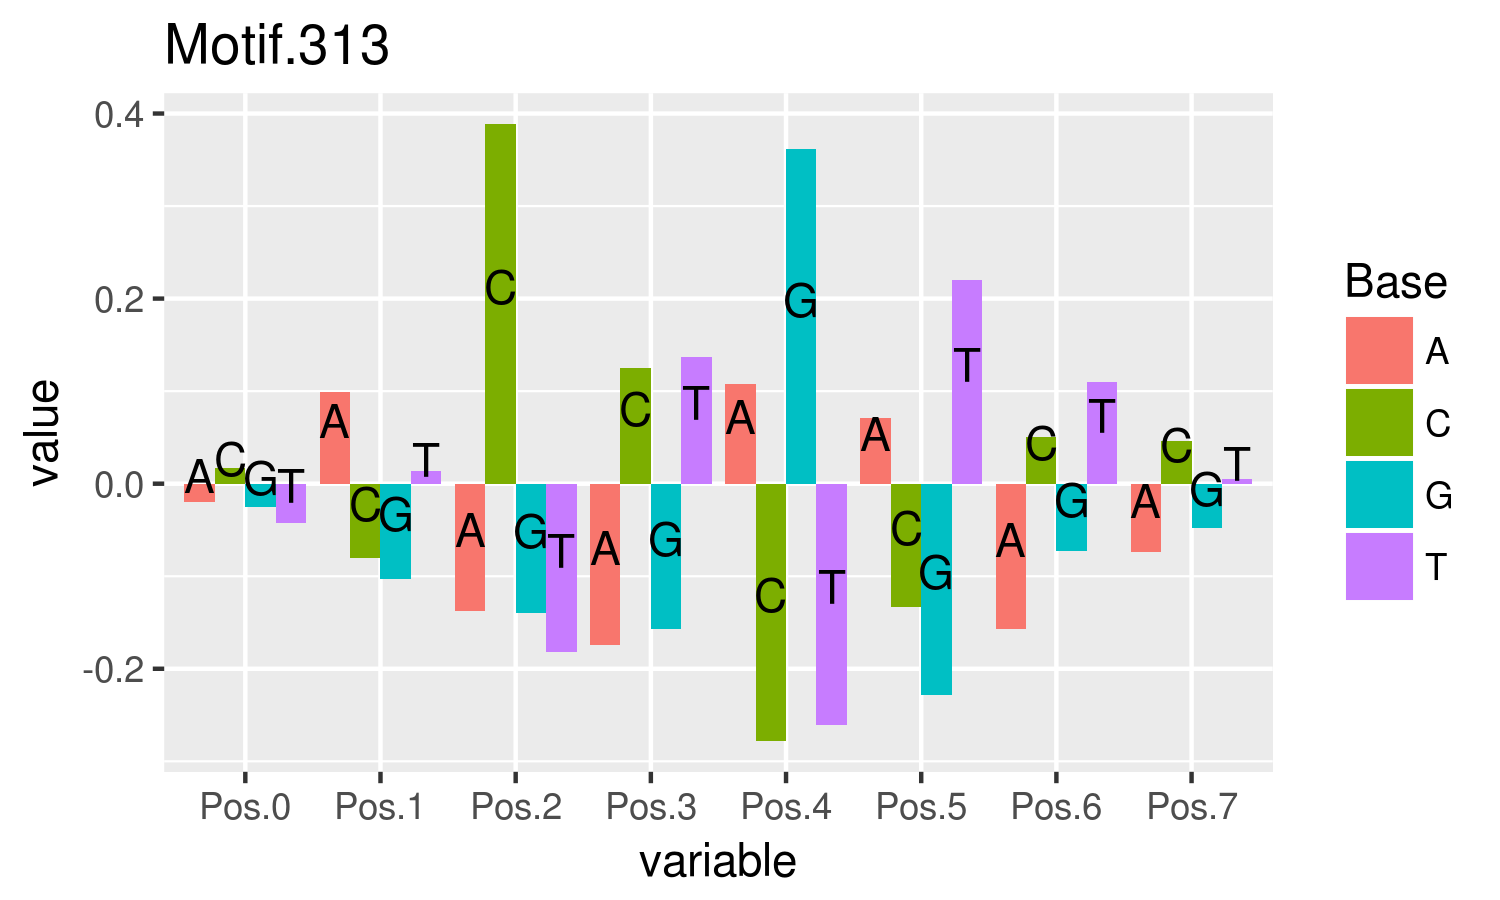 Motif.313
0.4
0.2
0.0
-0.2
value
A C G T A C G T A C G T A C G T A C G T A C G T A C G T A C G T
Pos.0 Pos.1 Pos.2 Pos.3 Pos.4 Pos.5 Pos.6 Pos.7
variable
Base
A
C
G
T